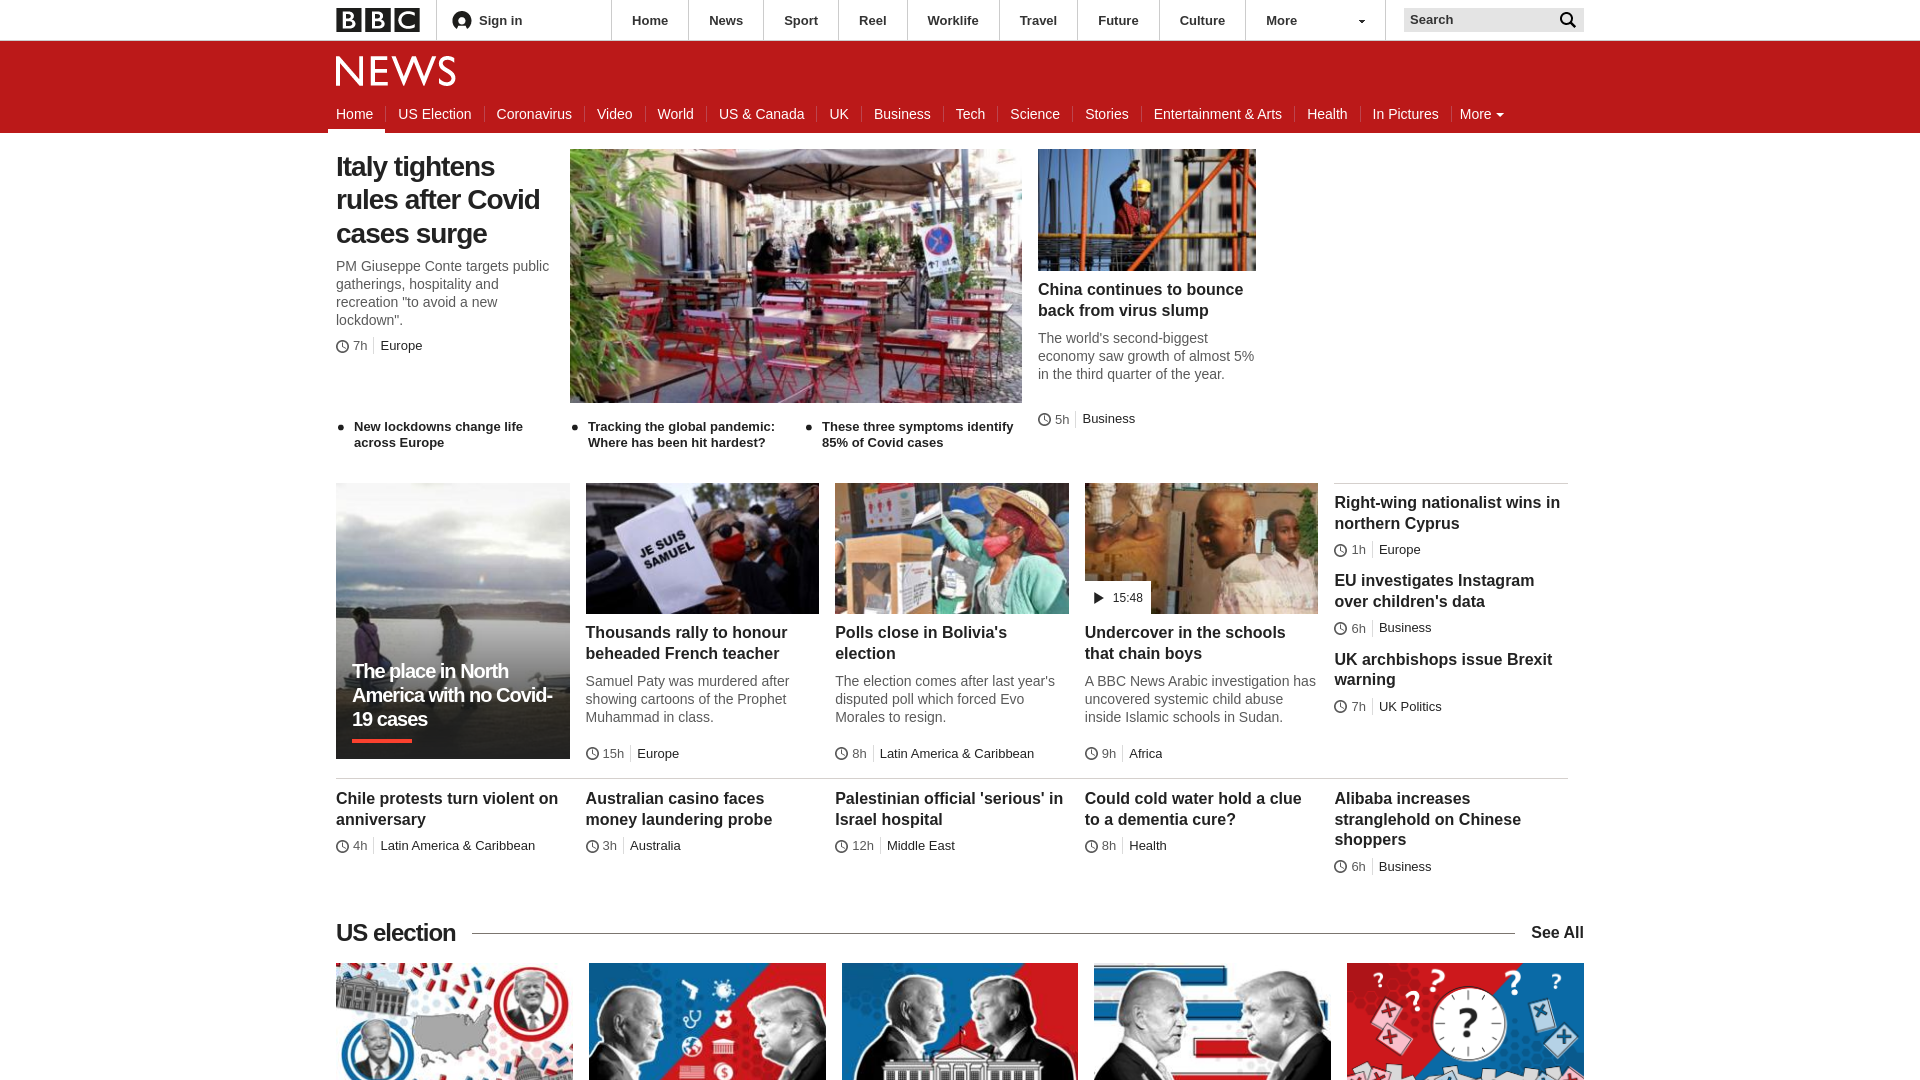 BBC
Sign in
Home
News
Sport
Reel
Worklife
Travel
Future
Culture
More
Search
NEWS
Home
US Election
Coronavirus
Video
World
US & Canada
UK
Business
Tech
Science
Stories
Entertainment & Arts
Health
In Pictures
More
Italy tightens
rules after Covid
cases surge
PM Giuseppe Conte targets public
gatherings, hospitality and
recreation "to avoid a new
lockdown".
7h
Europe
China continues to bounce
back from virus slump
The world's second-biggest
economy saw growth of almost 5%
in the third quarter of the year.
5h
Business
New lockdowns change life
across Europe
Tracking the global pandemic:
Where has been hit hardest?
These three symptoms identify
85% of Covid cases
The place in North
America with no Covid-
19 cases
JE SUIS
SAMUEL
Thousands rally to honour
beheaded French teacher
Samuel Paty was murdered after
showing cartoons of the Prophet
Muhammad in class.
15h
Europe
Polls close in Bolivia's
election
The election comes after last year's
disputed poll which forced Evo
Morales to resign.
8h
Latin America & Caribbean
15:48
Undercover in the schools
that chain boys
A BBC News Arabic investigation has
uncovered systemic child abuse
inside Islamic schools in Sudan.
9h
Africa
Right-wing nationalist wins in
northern Cyprus
1h
Europe
EU investigates Instagram
over children's data
6h
Business
UK archbishops issue Brexit
warning
7h
UK Politics
Chile protests turn violent on
anniversary
4h
Latin America & Caribbean
Australian casino faces
money laundering probe
3h
Australia
Palestinian official 'serious' in
Israel hospital
12h
Middle East
Could cold water hold a clue
to a dementia cure?
8h
Health
Alibaba increases
stranglehold on Chinese
shoppers
6h
Business
US election
See All